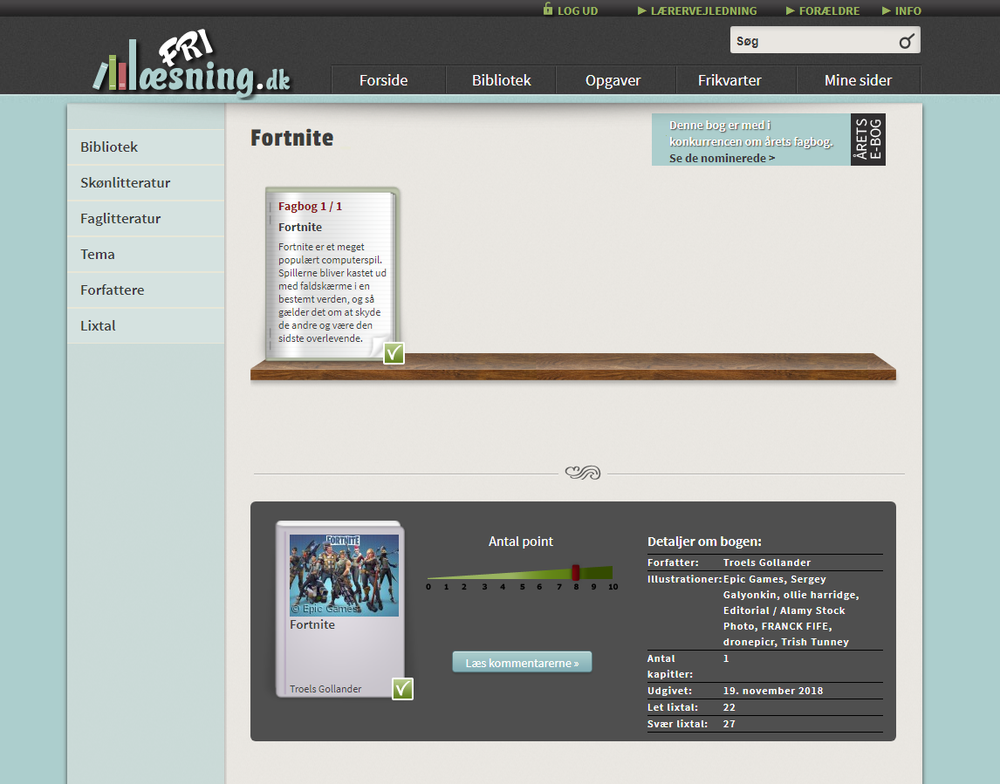 LOG UD
LÆRERVEJLEDNING
FORÆLDRE
INFO
FRI
læsning.dk
Søg
Forside
Bibliotek
Opgaver
Frikvarter
Mine sider
Bibliotek
Skønlitteratur
Faglitteratur
Tema
Forfattere
Lixtal
Fortnite
Denne bog er med i
konkurrencen om årets fagbog.
Se de nominerede >
ÅRETS
E-BOG
Fagbog 1 / 1
Fortnite
Fortnite er et meget
populært computerspil.
Spillerne bliver kastet ud
med faldskærme i en
bestemt verden, og så
gælder det om at skyde
de andre og være den
sidste overlevende.
FORTNITE
© Epic Games
Fortnite
Troels Gollander
Antal point
0 1 2 3 4 5 6 7 8 9 10
Læs kommentarerne »
Detaljer om bogen:
Forfatter: Troels Gollander
Illustrationer: Epic Games, Sergey
Galyonkin, ollie harridge,
Editorial / Alamy Stock
Photo, FRANCK FIFE,
dronepicr, Trish Tunney
Antal 1
kapitler:
Udgivet: 19. november 2018
Let lixtal: 22
Svær lixtal: 27